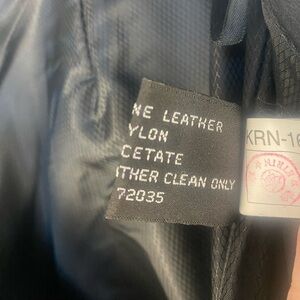 NE LEATHER
YLON
CETATE
THER CLEAN ONLY
72035
KRN-16